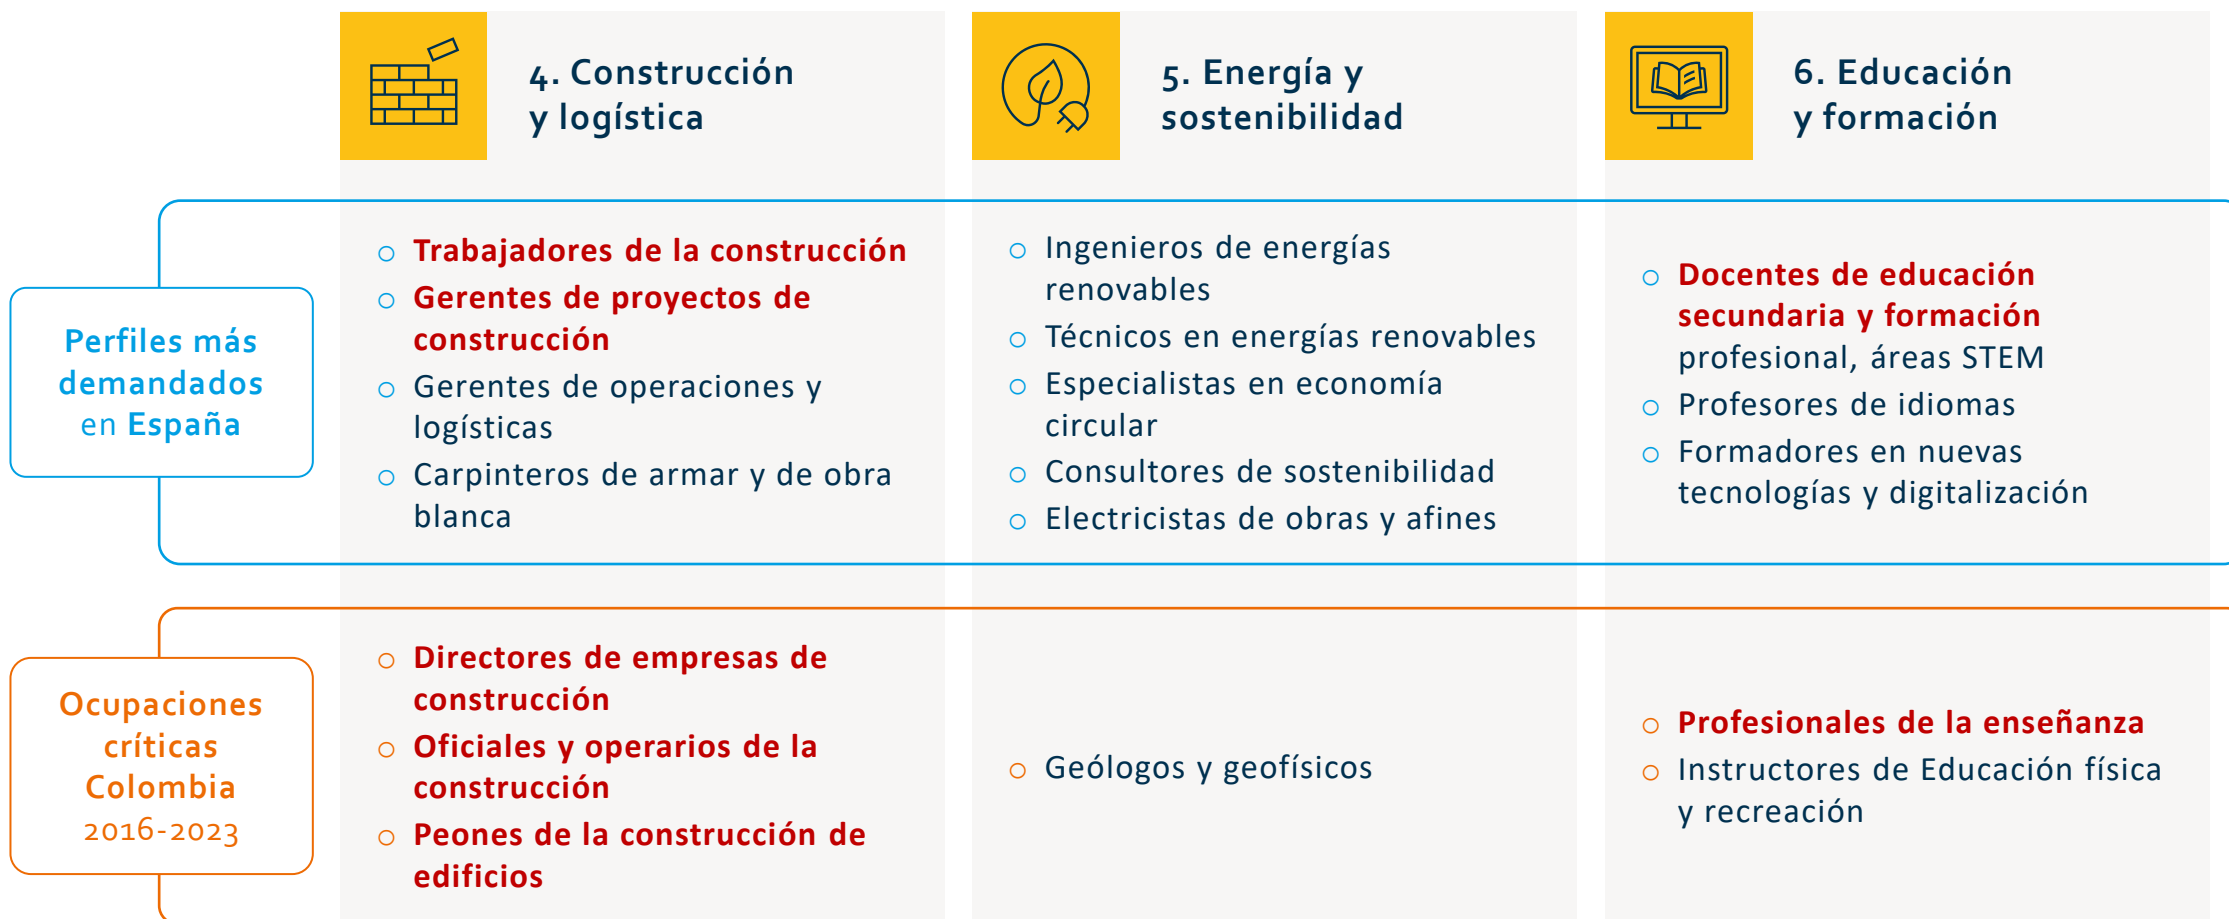 4. Construcción
y logística
5. Energía y
sostenibilidad
6. Educación
y formación
Perfiles más
demandados
en España
Trabajadores de la construcción
Gerentes de proyectos de
construcción
Gerentes de operaciones y
logísticas
Carpinteros de armar y de obra
blanca
Ingenieros de energías
renovables
Técnicos en energías renovables
Especialistas en economía
circular
Consultores de sostenibilidad
Electricistas de obras y afines
Docentes de educación
secundaria y formación
profesional, áreas STEM
Profesores de idiomas
Formadores en nuevas
tecnologías y digitalización
Ocupaciones
críticas
Colombia
2016-2023
Directores de empresas de
construcción
Oficiales y operarios de la
construcción
Peones de la construcción de
edificios
Geólogos y geofísicos
Profesionales de la enseñanza
Instructores de Educación física
y recreación